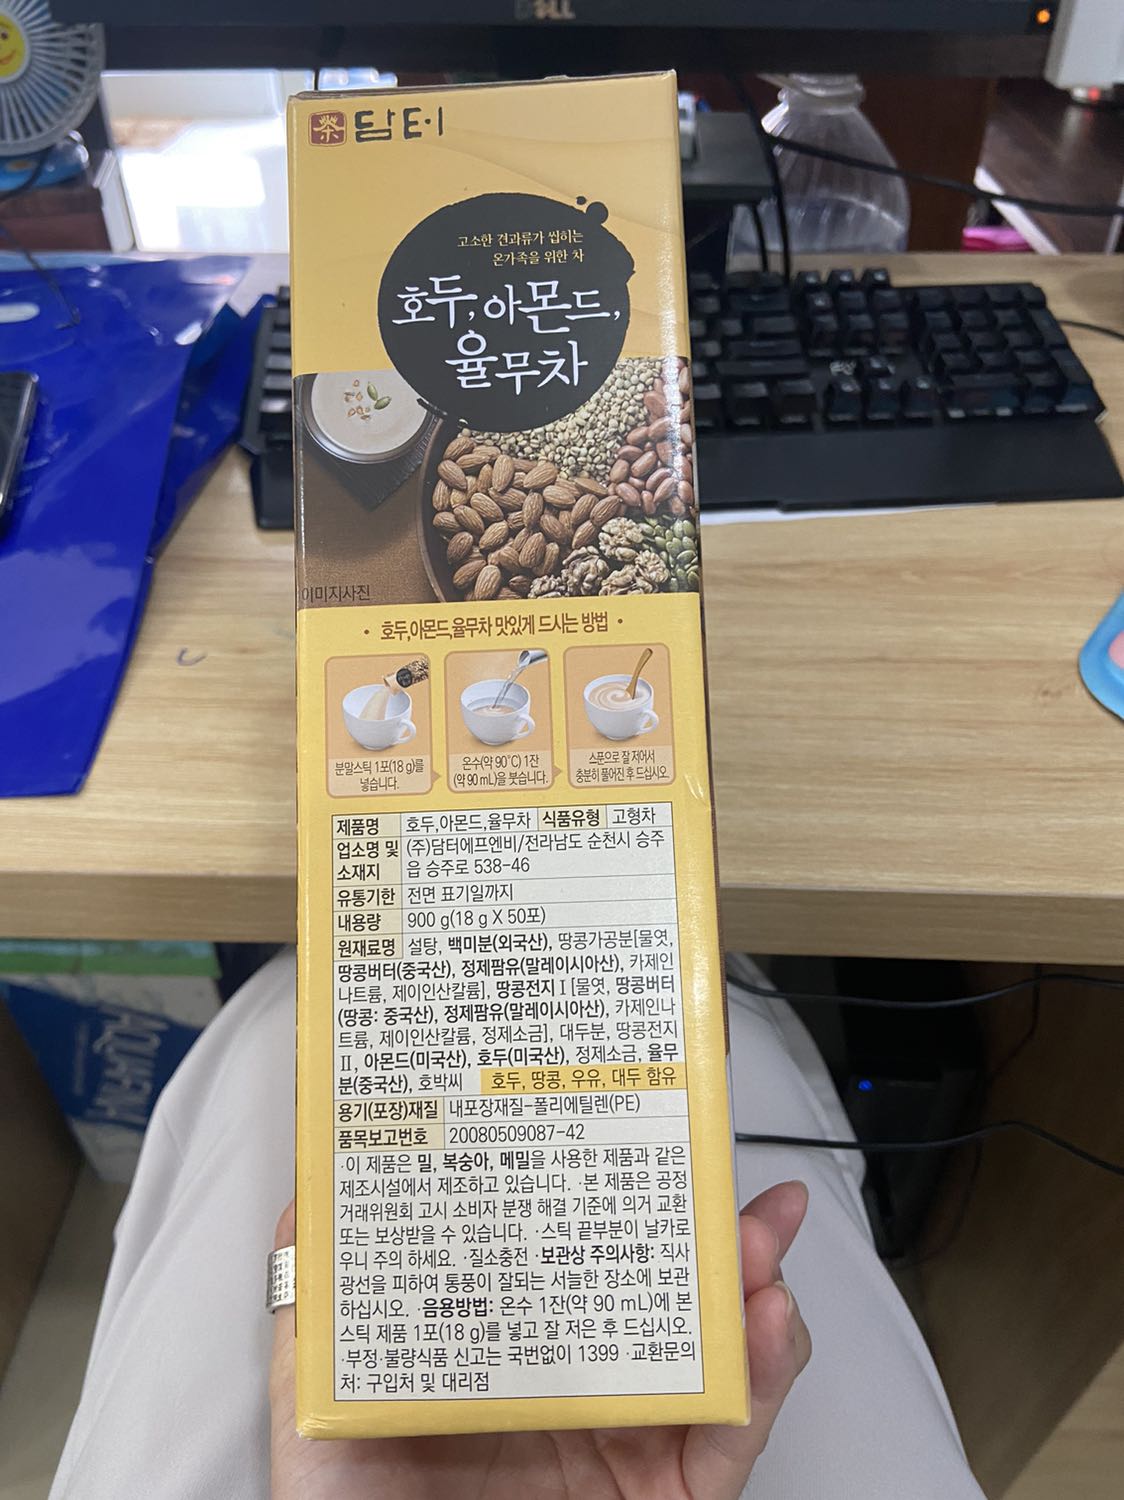 DELL
茶 담터
고소한 견과류가 씹히는
온가족을 위한 차
호두, 아몬드,
율무차
이미지사진
• 호두,아몬드,율무차 맛있게 드시는 방법 •
분말스틱 1포(18 g)를
넣습니다.
온수(약 90℃) 1잔
(약 90 mL)을 붓습니다.
스푼으로 잘 저어서
충분히 풀어진 후 드십시오.
제품명 호두,아몬드,율무차 식품유형 고형차
업소명 및 소재지 (주)담터에프엔비/전라남도 순천시 승주
읍 승주로 538-46
유통기한 전면 표기일까지
내용량 900 g(18 g X 50포)
원재료명 설탕, 백미분(외국산), 땅콩가공분[물엿,
땅콩버터(중국산), 정제팜유(말레이시아산), 카제인
나트륨, 제이인산칼륨], 땅콩전지Ⅰ[물엿, 땅콩버터
(땅콩: 중국산), 정제팜유(말레이시아산), 카제인나
트륨, 제이인산칼륨, 정제소금], 대두분, 땅콩전지
Ⅱ, 아몬드(미국산), 호두(미국산), 정제소금, 율무
분(중국산), 호박씨 호두, 땅콩, 우유, 대두 함유
용기(포장)재질 내포장재질-폴리에틸렌(PE)
품목보고번호 20080509087-42
·이 제품은 밀, 복숭아, 메밀을 사용한 제품과 같은
제조시설에서 제조하고 있습니다. ·본 제품은 공정
거래위원회 고시 소비자 분쟁 해결 기준에 의거 교환
또는 보상받을 수 있습니다. ·스틱 끝부분이 날카로
우니 주의 하세요. ·질소충전 ·보관상 주의사항: 직사
광선을 피하여 통풍이 잘되는 서늘한 장소에 보관
하십시오. ·음용방법: 온수 1잔(약 90 mL)에 본
스틱 제품 1포(18 g)를 넣고 잘 저은 후 드십시오.
·부정·불량식품 신고는 국번없이 1399 ·교환문의
처: 구입처 및 대리점